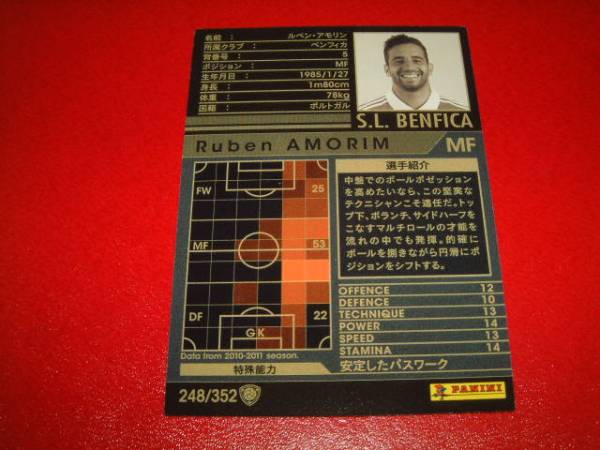 名前 : ルベン・アモリン
所属クラブ : ベンフィカ
背番号 : 5
ポジション : MF
生年月日 : 1985/1/27
身長 : 1m80cm
体重 : 78kg
国籍 : ポルトガル
S.L. BENFICA
Ruben AMORIM MF
FW 25
MF 53
DF 22
GK
Data from 2010-2011 season.
選手紹介
中盤でのボールポゼッション
を高めたいなら、この堅実な
テクニシャンこそ適任だ。トッ
プ下、ボランチ、サイドハーフを
こなすマルチロールの才能を
流れの中でも発揮。的確に
ボールを捌きながら円滑にポ
ジションをシフトする。
OFFENCE 12
DEFENCE 10
TECHNIQUE 13
POWER 14
SPEED 13
STAMINA 14
特殊能力 安定したパスワーク
248/352
PANINI